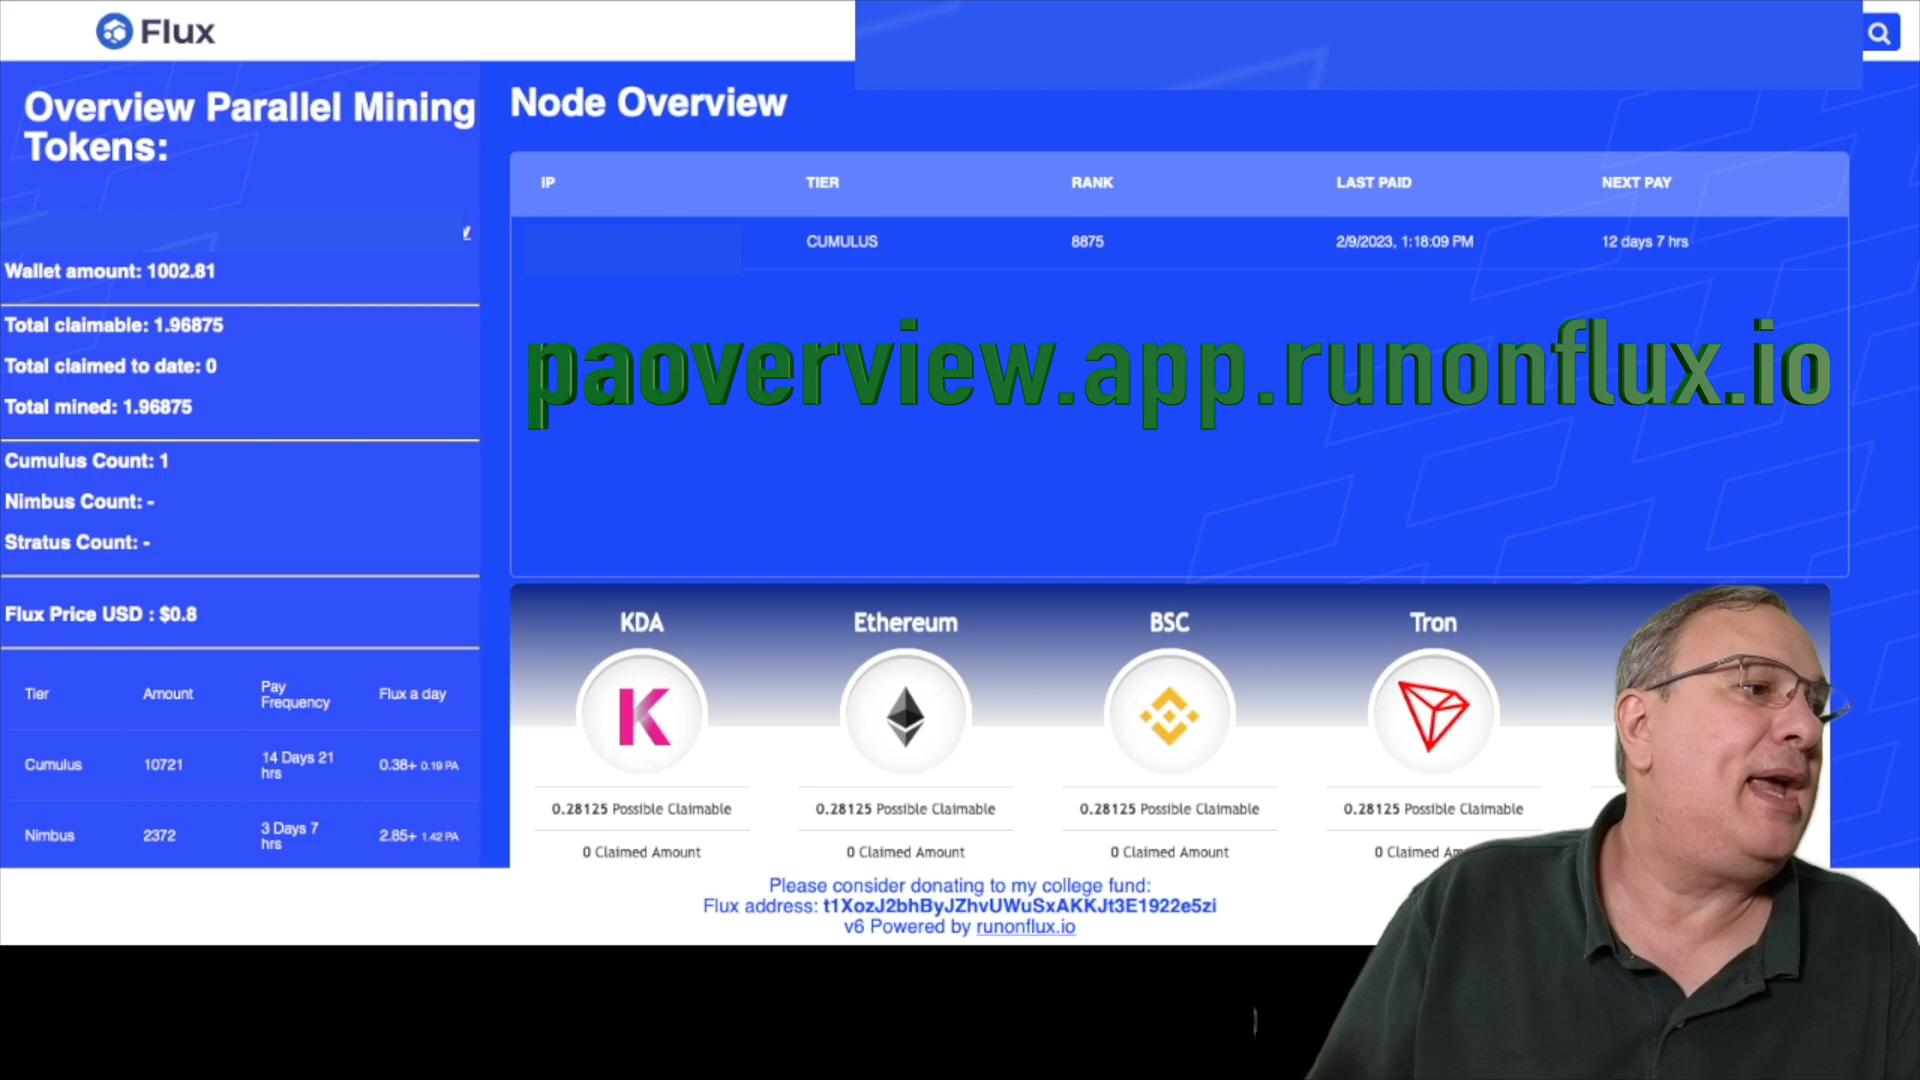 Flux
Overview Parallel Mining
Tokens:
Wallet amount: 1002.81
Total claimable: 1.96875
Total claimed to date: 0
Total mined: 1.96875
Cumulus Count: 1
Nimbus Count: -
Stratus Count: -
Flux Price USD : $0.8
Tier Amount Pay Frequency Flux a day
Cumulus 10721 14 Days 21 hrs 0.38+ 0.19 PA
Nimbus 2372 3 Days 7 hrs 2.85+ 1.42 PA
Node Overview
IP TIER RANK LAST PAID NEXT PAY
CUMULUS 8875 2/9/2023, 1:18:09 PM 12 days 7 hrs
paoverview.app.runonflux.io
KDA Ethereum BSC Tron
0.28125 Possible Claimable 0.28125 Possible Claimable 0.28125 Possible Claimable 0.28125 Possible Claimable
0 Claimed Amount 0 Claimed Amount 0 Claimed Amount 0 Claimed
Please consider donating to my college fund:
Flux address: t1XozJ2bhByJZhvUWuSxAKKJt3E1922e5zi
v6 Powered by runonflux.io